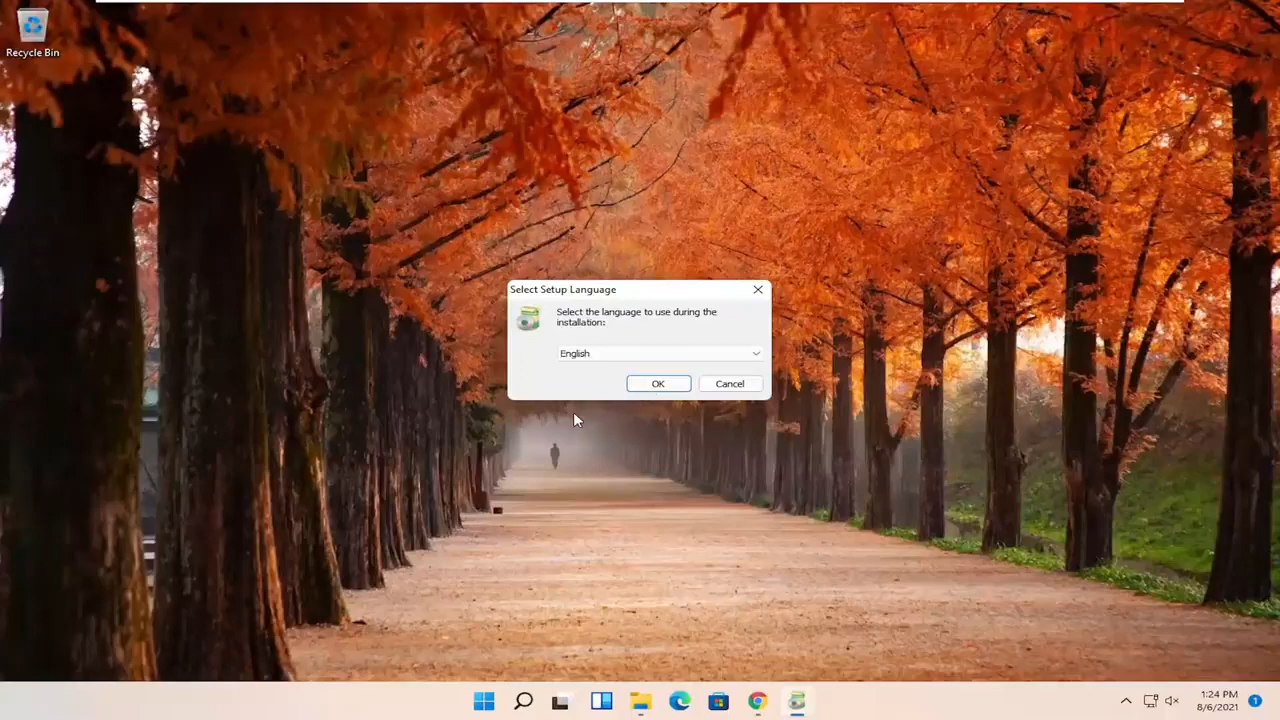 Recycle Bin
Select Setup Language
Select the language to use during the
installation:
English
OK
Cancel
1:24 PM
8/6/2021
1